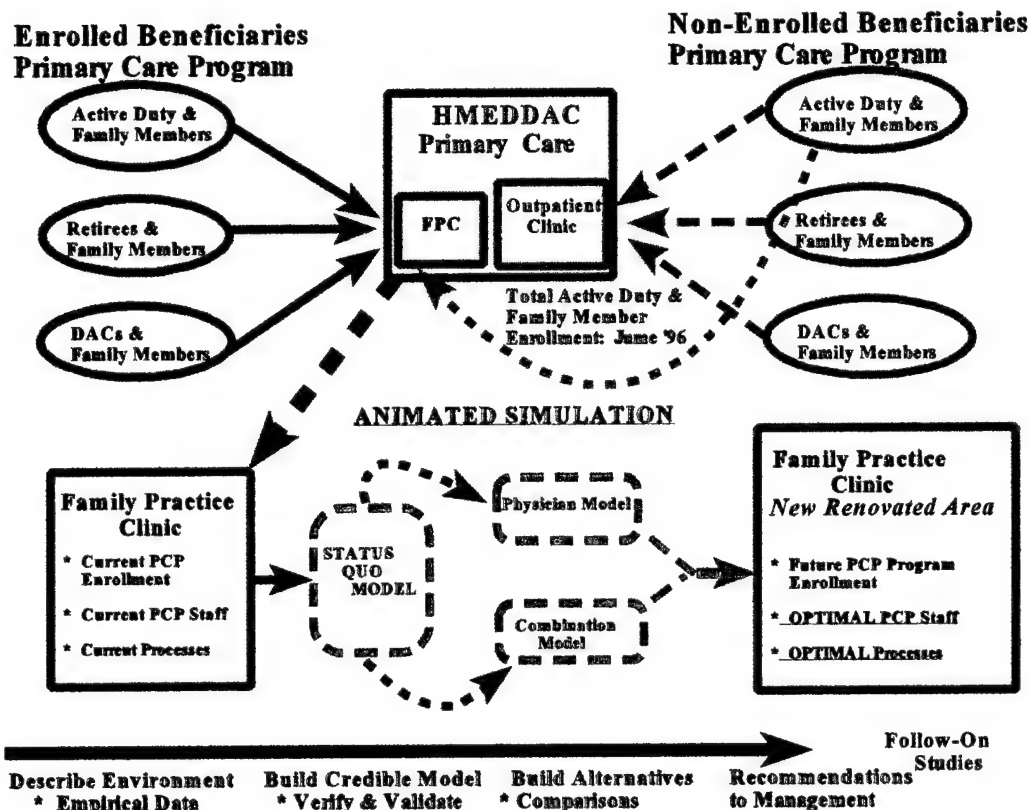 Enrolled Beneficiaries
Primary Care Program
Non-Enrolled Beneficiaries
Primary Care Program
Active Duty &
Family Members
Retirees &
Family Members
DACs &
Family Members
HMEDDAC
Primary Care
FPC
Outpatient
Clinic
Active Duty &
Family Members
Retirees &
Family Members
DACs &
Family Members
Total Active Duty &
Family Member
Enrollment: June '96
ANIMATED SIMULATION
Family Practice
Clinic
* Current PCP
Enrollment
* Current PCP Staff
* Current Processes
STATUS
QUO
MODEL
Physician Model
Combination
Model
Family Practice
Clinic
New Renovated Area
* Future PCP Program
Enrollment
* OPTIMAL PCP Staff
* OPTIMAL Processes
Describe Environment
* Empirical Data
Build Credible Model
* Verify & Validate
Build Alternatives
* Comparisons
Recommendations
to Management
Follow-On
Studies